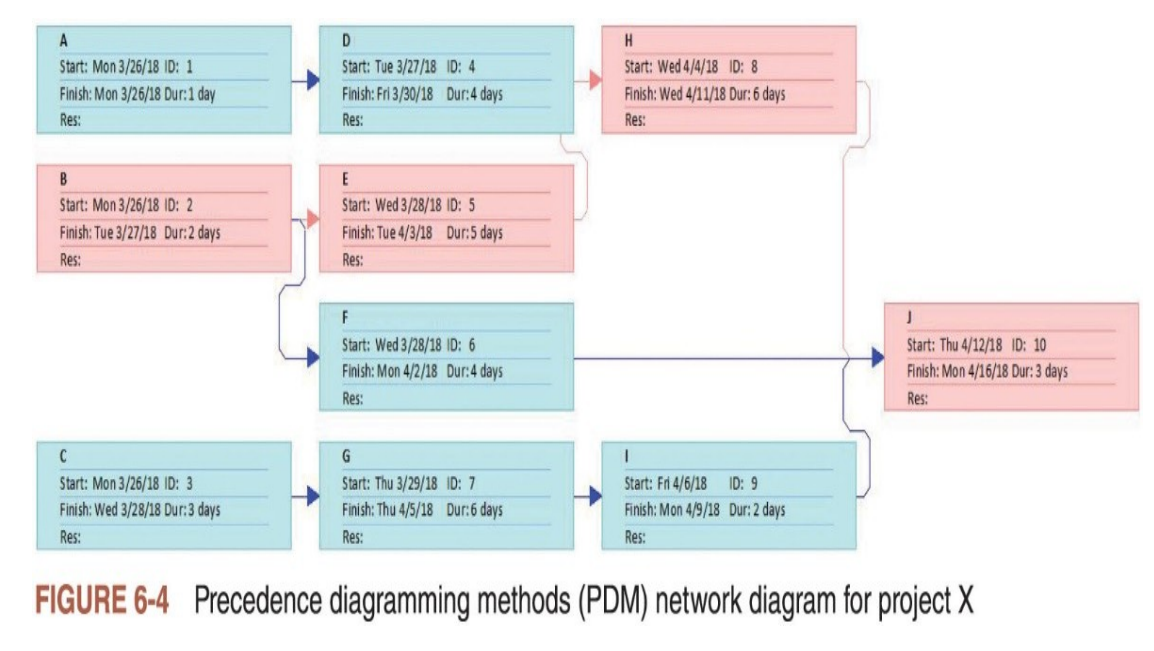 A
Start: Mon 3/26/18 ID: 1
Finish: Mon 3/26/18 Dur: 1 day
Res:
D
Start: Tue 3/27/18 ID: 4
Finish: Fri 3/30/18 Dur: 4 days
Res:
H
Start: Wed 4/4/18 ID: 8
Finish: Wed 4/11/18 Dur: 6 days
Res:
B
Start: Mon 3/26/18 ID: 2
Finish: Tue 3/27/18 Dur: 2 days
Res:
E
Start: Wed 3/28/18 ID: 5
Finish: Tue 4/3/18 Dur: 5 days
Res:
F
Start: Wed 3/28/18 ID: 6
Finish: Mon 4/2/18 Dur: 4 days
Res:
J
Start: Thu 4/12/18 ID: 10
Finish: Mon 4/16/18 Dur: 3 days
Res:
C
Start: Mon 3/26/18 ID: 3
Finish: Wed 3/28/18 Dur: 3 days
Res:
G
Start: Thu 3/29/18 ID: 7
Finish: Thu 4/5/18 Dur: 6 days
Res:
I
Start: Fri 4/6/18 ID: 9
Finish: Mon 4/9/18 Dur: 2 days
Res:
FIGURE 6-4 Precedence diagramming methods (PDM) network diagram for project X